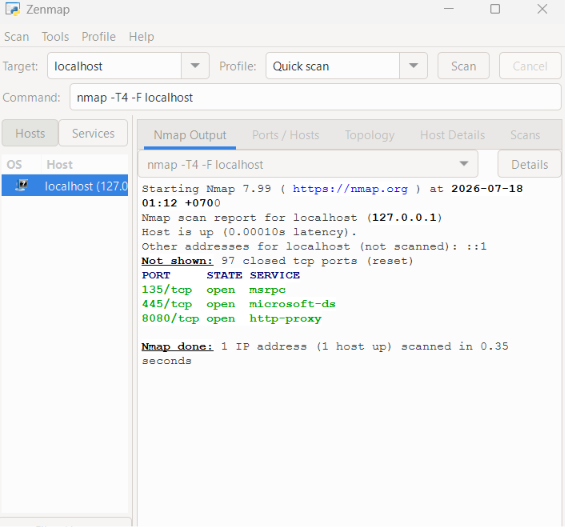 Zenmap
Scan Tools Profile Help
Target: localhost Profile: Quick scan Scan Cancel
Command: nmap -T4 -F localhost
Hosts Services
OS Host
localhost (127.0
Nmap Output Ports / Hosts Topology Host Details Scans
nmap -T4 -F localhost Details
Starting Nmap 7.99 ( https://nmap.org ) at 2026-07-18
01:12 +0700
Nmap scan report for localhost (127.0.0.1)
Host is up (0.00010s latency).
Other addresses for localhost (not scanned): ::1
Not shown: 97 closed tcp ports (reset)
PORT STATE SERVICE
135/tcp open msrpc
445/tcp open microsoft-ds
8080/tcp open http-proxy
Nmap done: 1 IP address (1 host up) scanned in 0.35
seconds